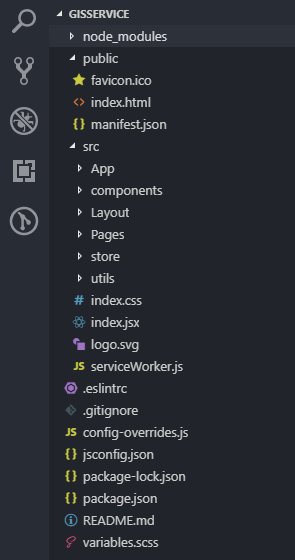 GISSERVICE
node_modules
public
favicon.ico
index.html
manifest.json
src
App
components
Layout
Pages
store
utils
index.css
index.jsx
logo.svg
serviceWorker.js
.eslintrc
.gitignore
config-overrides.js
jsconfig.json
package-lock.json
package.json
README.md
variables.scss